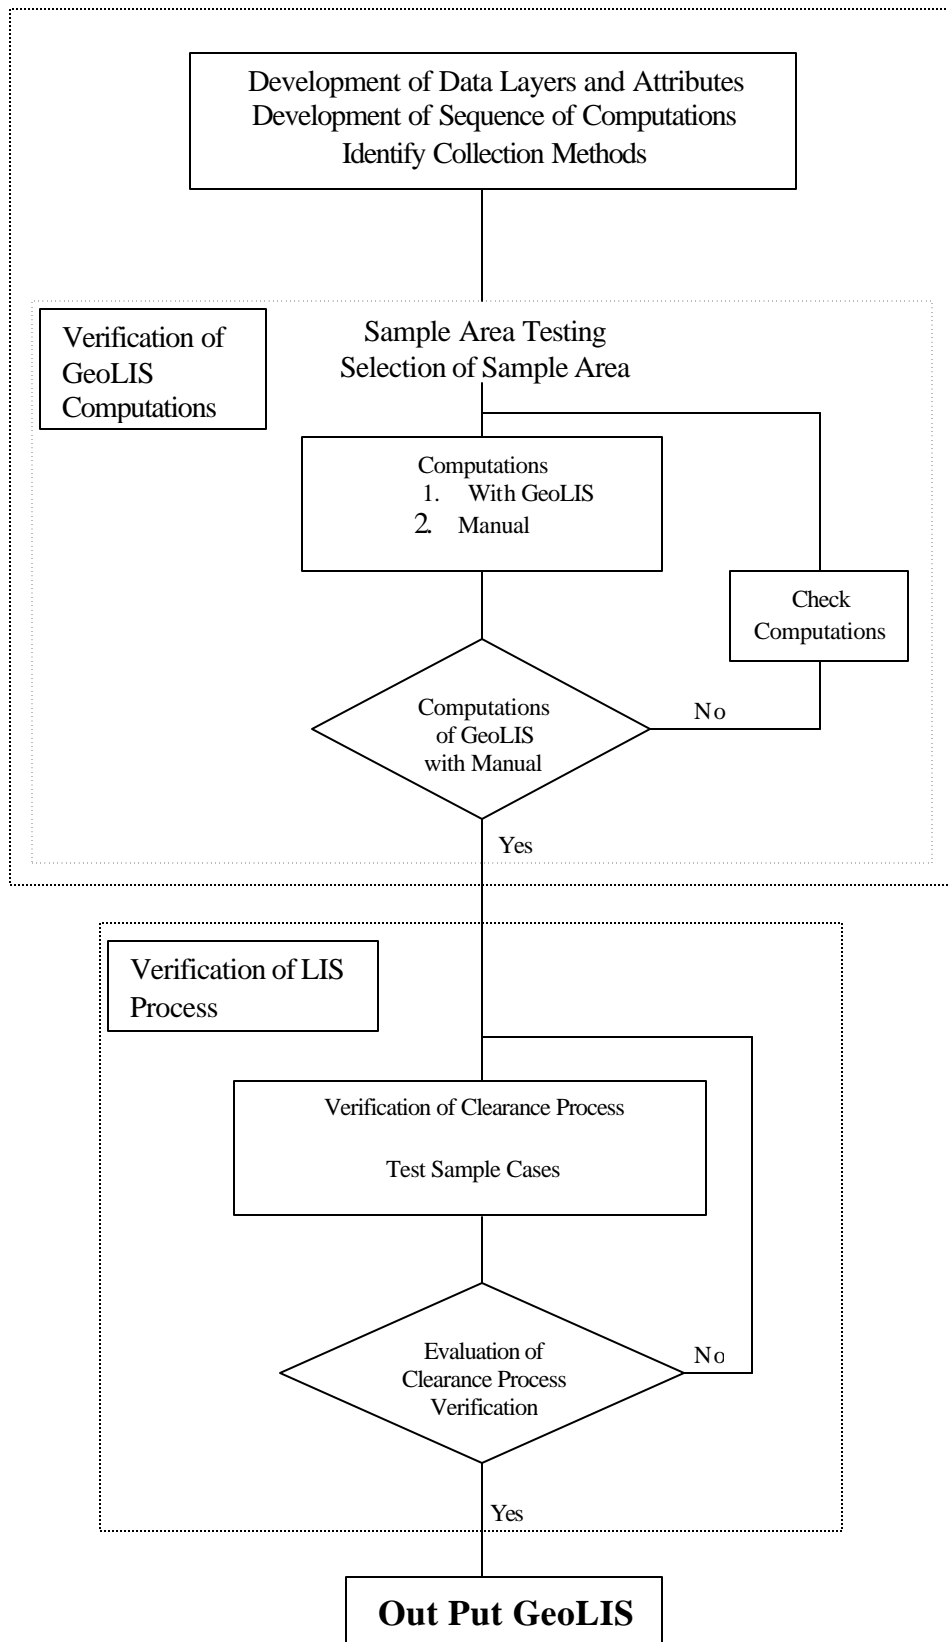 Development of Data Layers and Attributes
Development of Sequence of Computations
Identify Collection Methods
Verification of
GeoLIS
Computations
Sample Area Testing
Selection of Sample Area
Computations
1. With GeoLIS
2. Manual
Check
Computations
Computations
of GeoLIS
with Manual
No
Yes
Verification of LIS
Process
Verification of Clearance Process
Test Sample Cases
Evaluation of
Clearance Process
Verification
No
Yes
Out Put GeoLIS